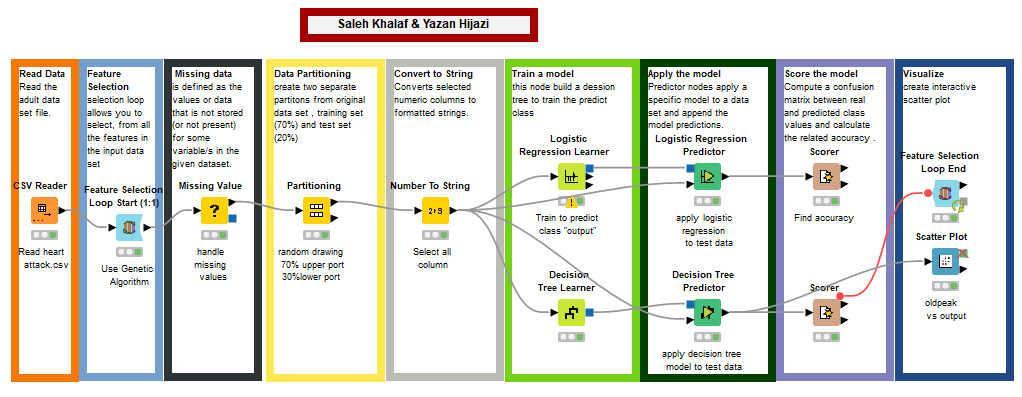 Saleh Khalaf & Yazan Hijazi
Read Data
Read the
adult data
set file.
CSV Reader
Read heart
attack.csv
Feature
Selection
selection loop
allows you to
select, from all
the features in
the input data
set
Feature Selection
Loop Start (1:1)
Use Genetic
Algorithm
Missing data
is defined as the
values or data
that is not stored
(or not present)
for some
variable/s in the
given dataset.
Missing Value
?
handle
missing
values
Data Partitioning
create two separate
partitons from original
data set , training set
(70%) and test set
(20%)
Partitioning
random drawing
70% upper port
30%lower port
Convert to String
Converts selected
numeric columns to
formatted strings.
Number To String
2→S
Select all
column
Train a model
this node build a dession
tree to train the predict
class
Logistic
Regression Learner
Train to predict
class "output"
Decision
Tree Learner
Apply the model
Predictor nodes apply a
specific model to a data
set and append the
model predictions.
Logistic Regression
Predictor
apply logistic
regression
to test data
Decision Tree
Predictor
apply decision tree
model to test data
Score the model
Compute a confusion
matrix between real
and predicted class
values and calculate
the related accuracy .
Scorer
Find accuracy
Scorer
Visualize
create interactive
scatter plot
Feature Selection
Loop End
Scatter Plot
oldpeak
vs output